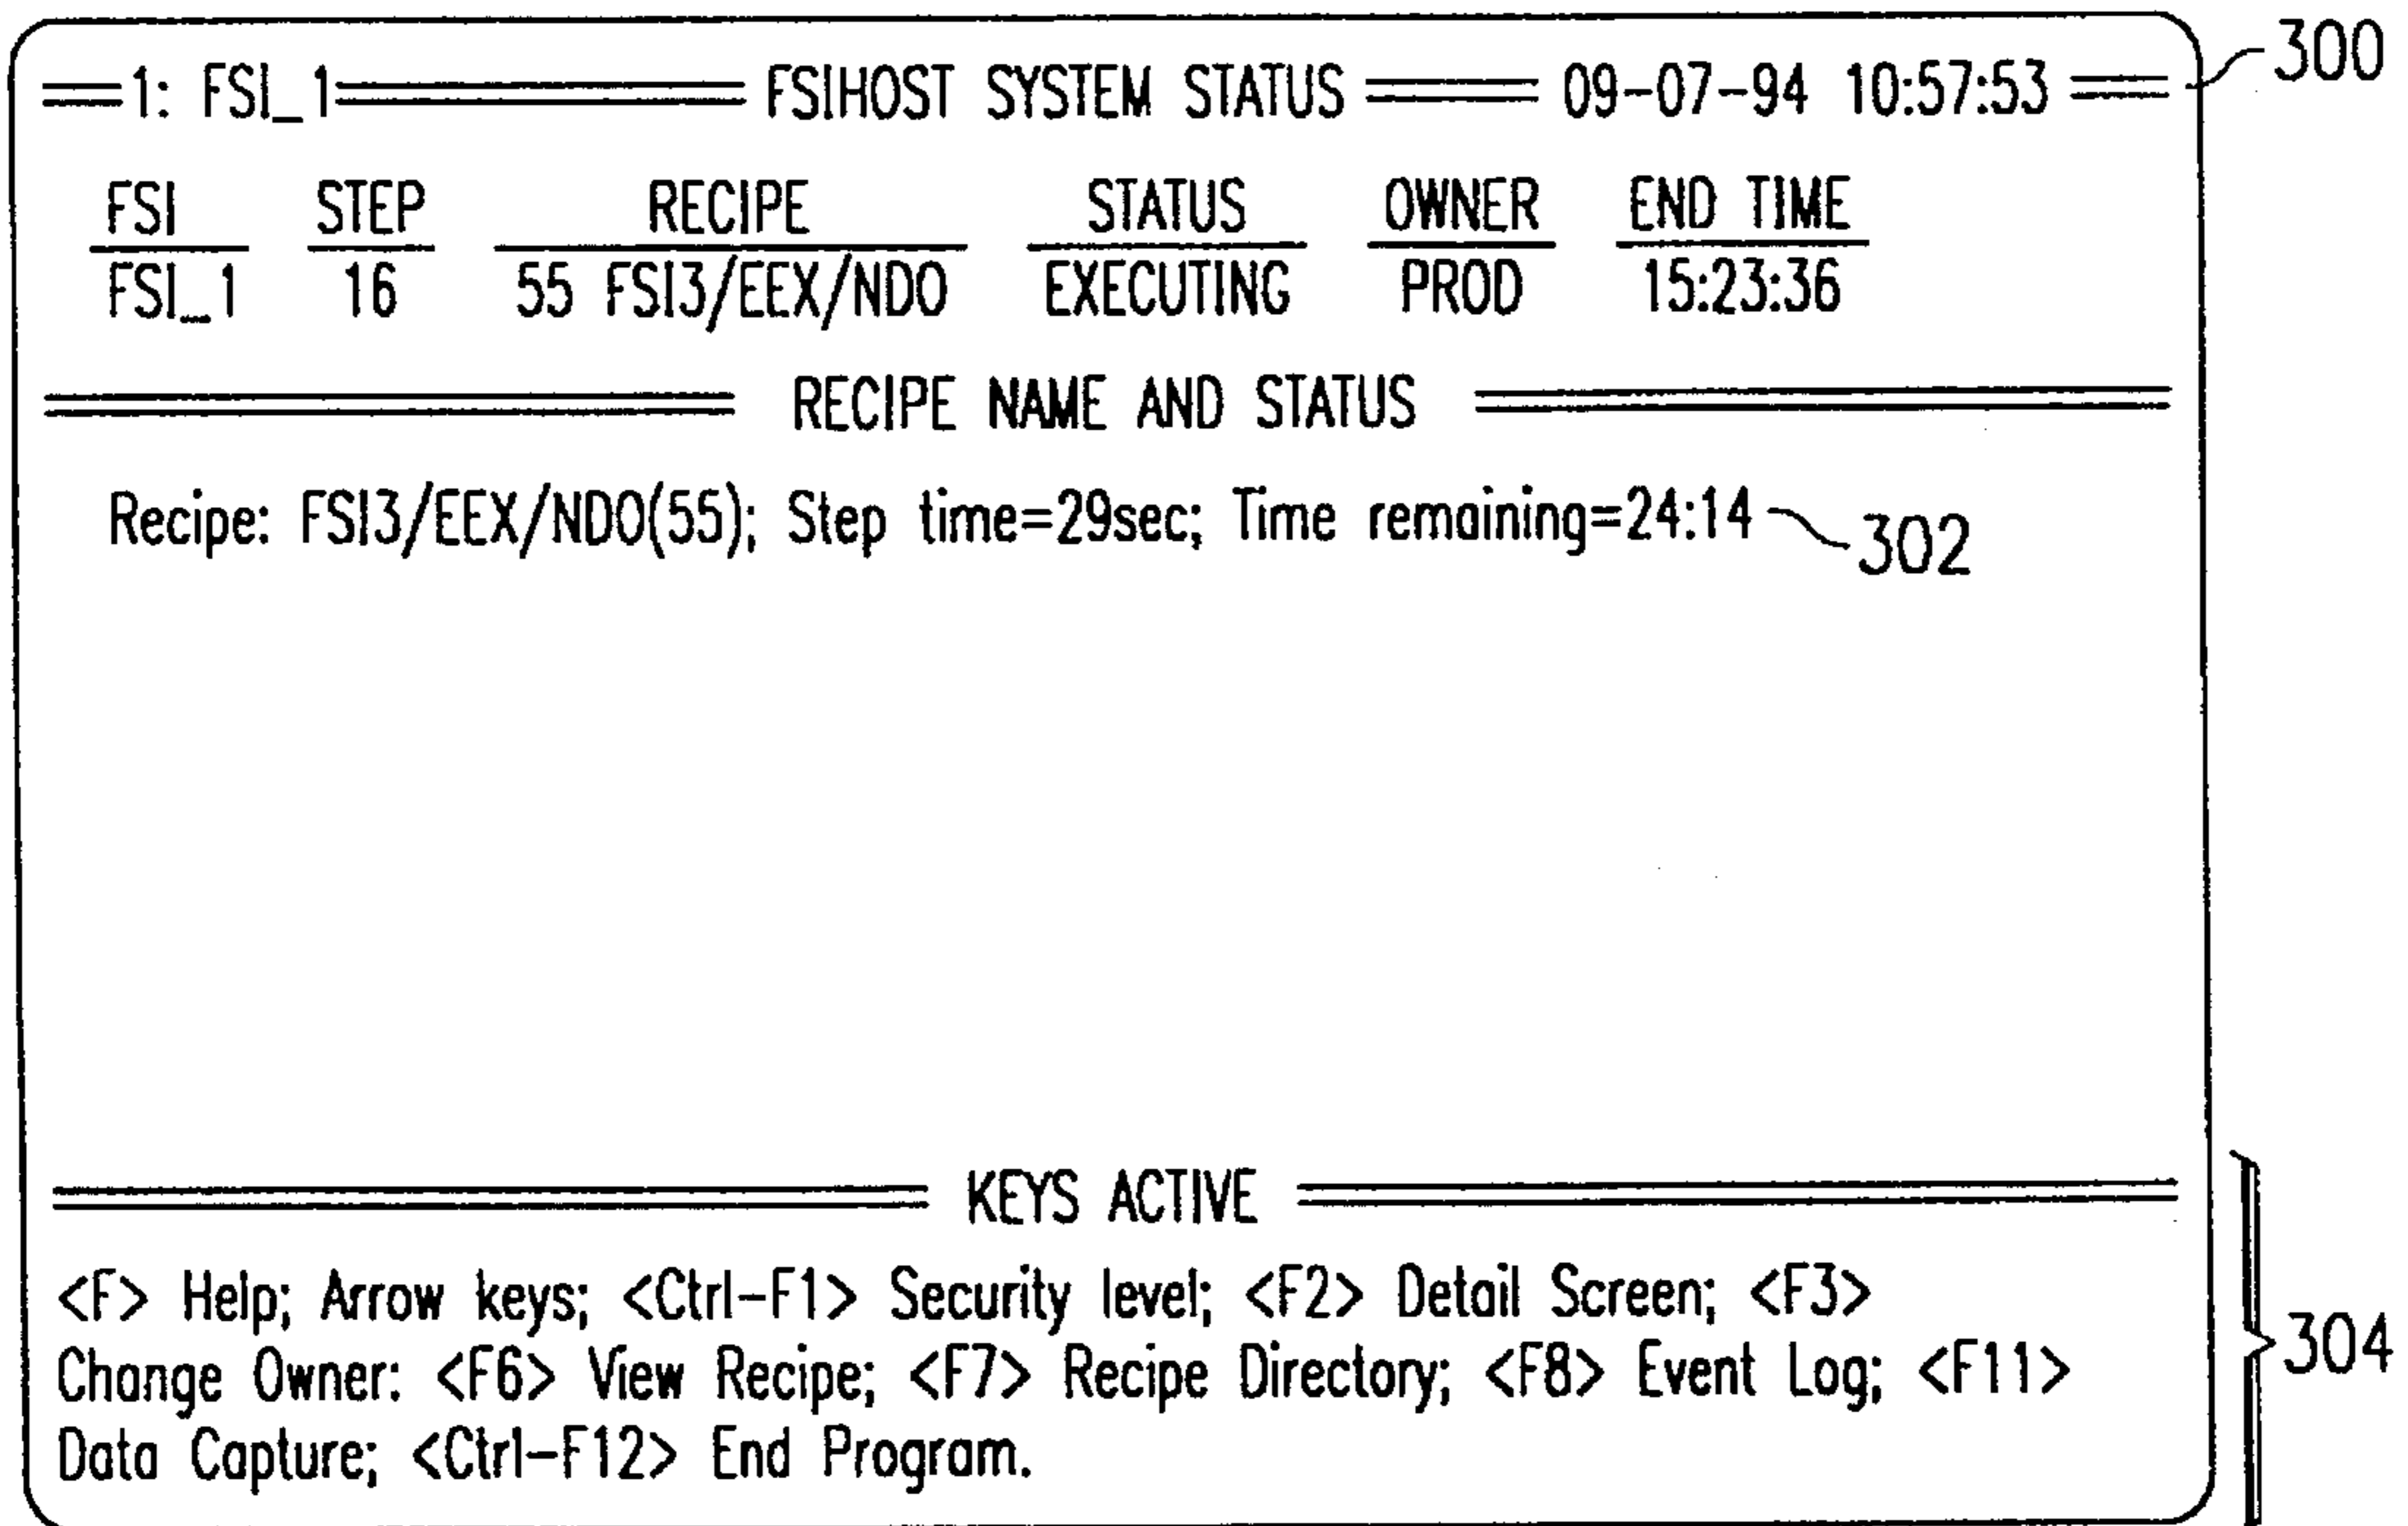 1: FSI_1 FSIHOST SYSTEM STATUS 09-07-94 10:57:53
300
FSI STEP RECIPE STATUS OWNER END TIME
FSI_1 16 55 FSI3/EEX/NDO EXECUTING PROD 15:23:36
RECIPE NAME AND STATUS
Recipe: FSI3/EEX/NDO(55); Step time=29sec; Time remaining=24:14
302
KEYS ACTIVE
<F> Help; Arrow keys; <Ctrl-F1> Security level; <F2> Detail Screen; <F3>
Change Owner: <F6> View Recipe; <F7> Recipe Directory; <F8> Event Log; <F11>
Data Capture; <Ctrl-F12> End Program.
304